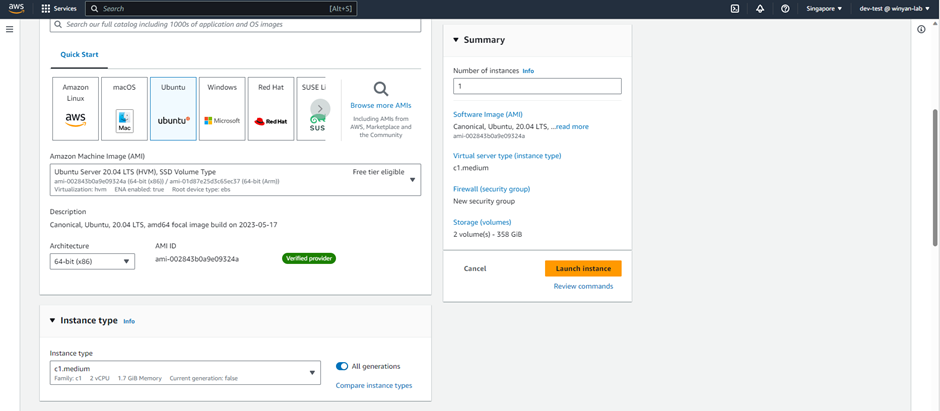 aws
Services
Search
[Alt+S]
Singapore
dev-test @ winyan-lab
Search our full catalog including 1000s of application and OS images
Quick Start
Amazon Linux
aws
macOS
Mac
Ubuntu
ubuntu
Windows
Microsoft
Red Hat
Red Hat
SUSE Li
SUS
Browse more AMIs
Including AMIs from
AWS, Marketplace and
the Community
Amazon Machine Image (AMI)
Ubuntu Server 20.04 LTS (HVM), SSD Volume Type
Free tier eligible
ami-002843b0a9e09324a (64-bit (x86)) / ami-01d87e25d3c65ec37 (64-bit (Arm))
Virtualization: hvm ENA enabled: true Root device type: ebs
Description
Canonical, Ubuntu, 20.04 LTS, amd64 focal image build on 2023-05-17
Architecture
AMI ID
64-bit (x86)
ami-002843b0a9e09324a
Verified provider
Instance type Info
Instance type
c1.medium
Family: c1 2 vCPU 1.7 GiB Memory Current generation: false
All generations
Compare instance types
Summary
Number of instances Info
1
Software Image (AMI)
Canonical, Ubuntu, 20.04 LTS, ...read more
ami-002843b0a9e09324a
Virtual server type (instance type)
c1.medium
Firewall (security group)
New security group
Storage (volumes)
2 volume(s) - 358 GiB
Cancel
Launch instance
Review commands